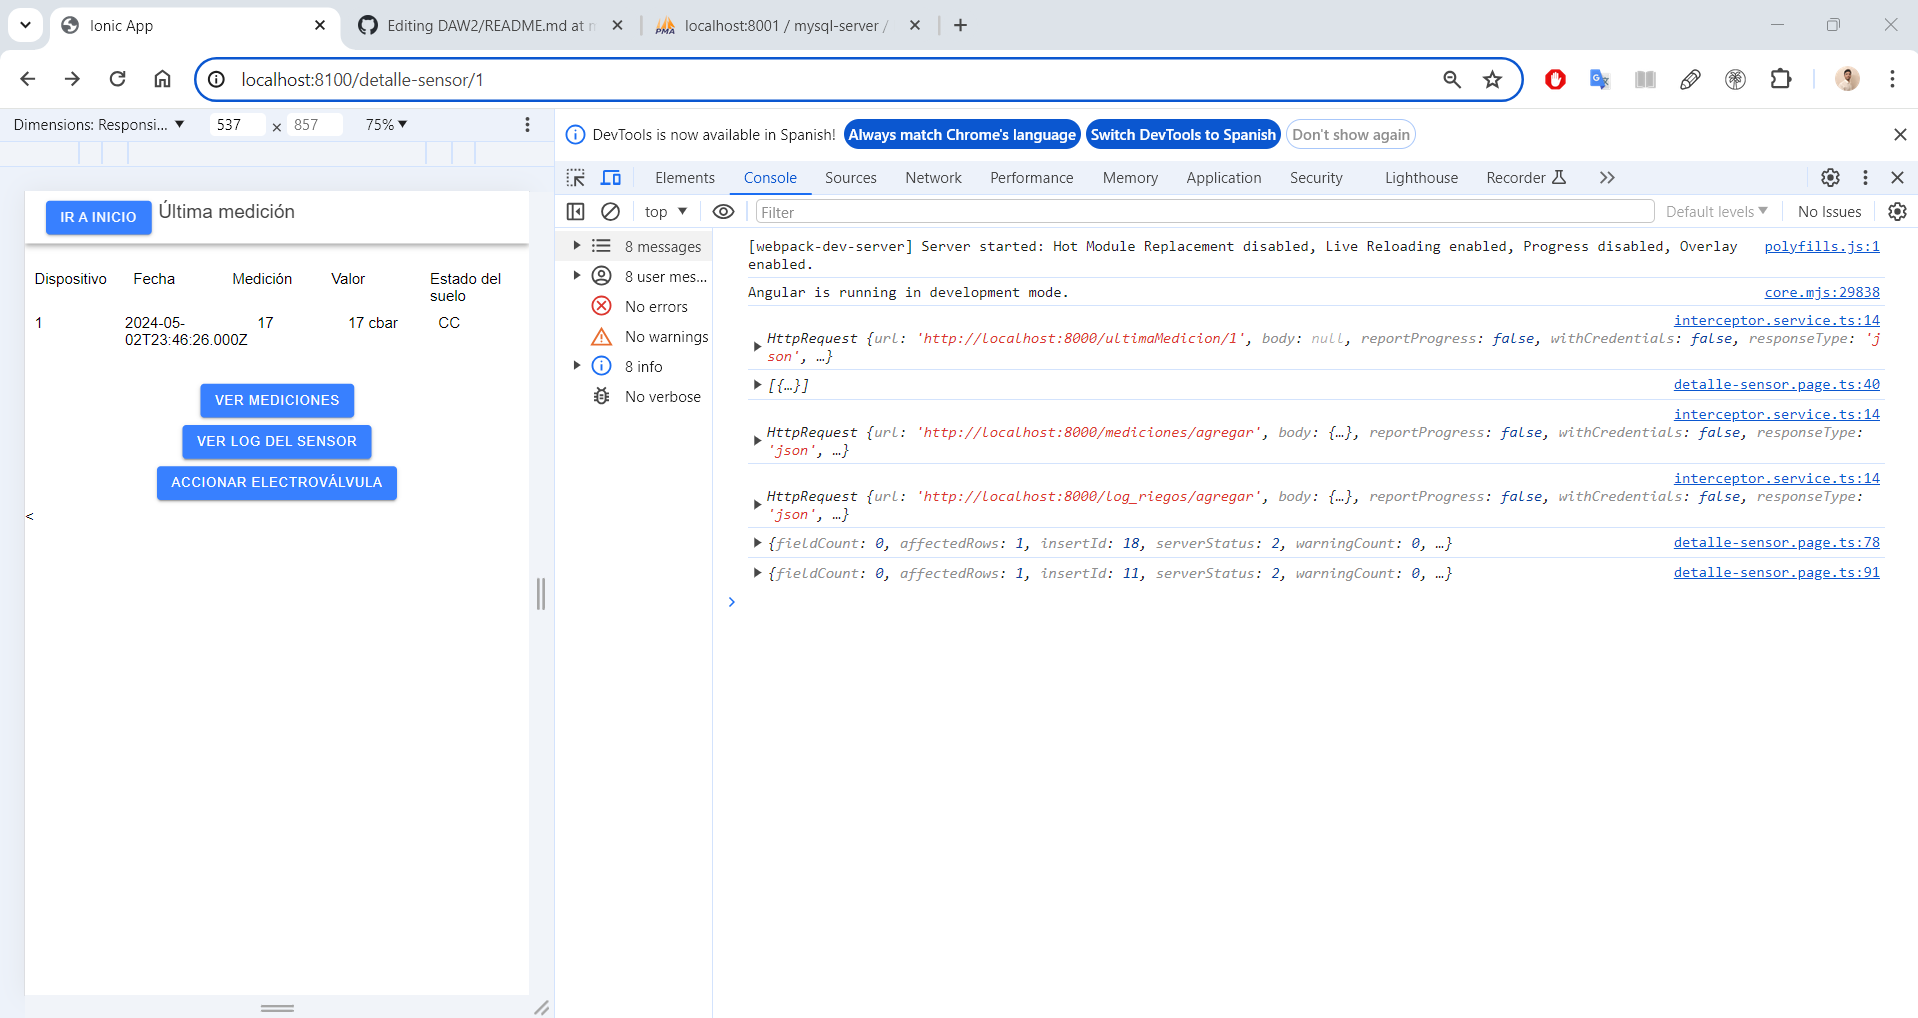 Ionic App
Editing DAW2/README.md at m
localhost:8001 / mysql-server /
localhost:8100/detalle-sensor/1
Dimensions: Responsi...
537
×
857
75%
DevTools is now available in Spanish!
Always match Chrome's language
Switch DevTools to Spanish
Don't show again
Elements
Console
Sources
Network
Performance
Memory
Application
Security
Lighthouse
Recorder
top
Filter
Default levels
No Issues
IR A INICIO
Última medición
Dispositivo
Fecha
Medición
Valor
Estado del
suelo
1
2024-05-
02T23:46:26.000Z
17
17 cbar
CC
VER MEDICIONES
VER LOG DEL SENSOR
ACCIONAR ELECTROVÁLVULA
<
8 messages
8 user mes...
No errors
No warnings
8 info
No verbose
[webpack-dev-server] Server started: Hot Module Replacement disabled, Live Reloading enabled, Progress disabled, Overlay
enabled.
polyfills.js:1
Angular is running in development mode.
core.mjs:29838
interceptor.service.ts:14
HttpRequest {url: 'http://localhost:8000/ultimaMedicion/1', body: null, reportProgress: false, withCredentials: false, responseType: 'j
son', …}
[{…}]
detalle-sensor.page.ts:40
interceptor.service.ts:14
HttpRequest {url: 'http://localhost:8000/mediciones/agregar', body: {…}, reportProgress: false, withCredentials: false, responseType:
'json', …}
interceptor.service.ts:14
HttpRequest {url: 'http://localhost:8000/log_riegos/agregar', body: {…}, reportProgress: false, withCredentials: false, responseType:
'json', …}
{fieldCount: 0, affectedRows: 1, insertId: 18, serverStatus: 2, warningCount: 0, …}
detalle-sensor.page.ts:78
{fieldCount: 0, affectedRows: 1, insertId: 11, serverStatus: 2, warningCount: 0, …}
detalle-sensor.page.ts:91